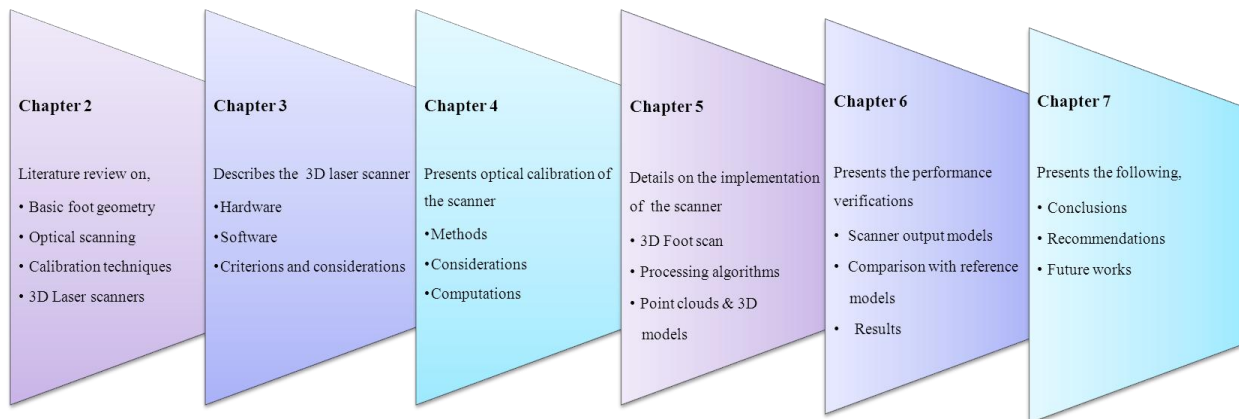 Chapter 2
Literature review on,
• Basic foot geometry
• Optical scanning
• Calibration techniques
• 3D Laser scanners
Chapter 3
Describes the 3D laser scanner
•Hardware
•Software
•Criterions and considerations
Chapter 4
Presents optical calibration of
the scanner
•Methods
•Considerations
•Computations
Chapter 5
Details on the implementation
of the scanner
• 3D Foot scan
• Processing algorithms
• Point clouds & 3D
models
Chapter 6
Presents the performance
verifications
• Scanner output models
• Comparison with reference
models
• Results
Chapter 7
Presents the following,
• Conclusions
• Recommendations
• Future works